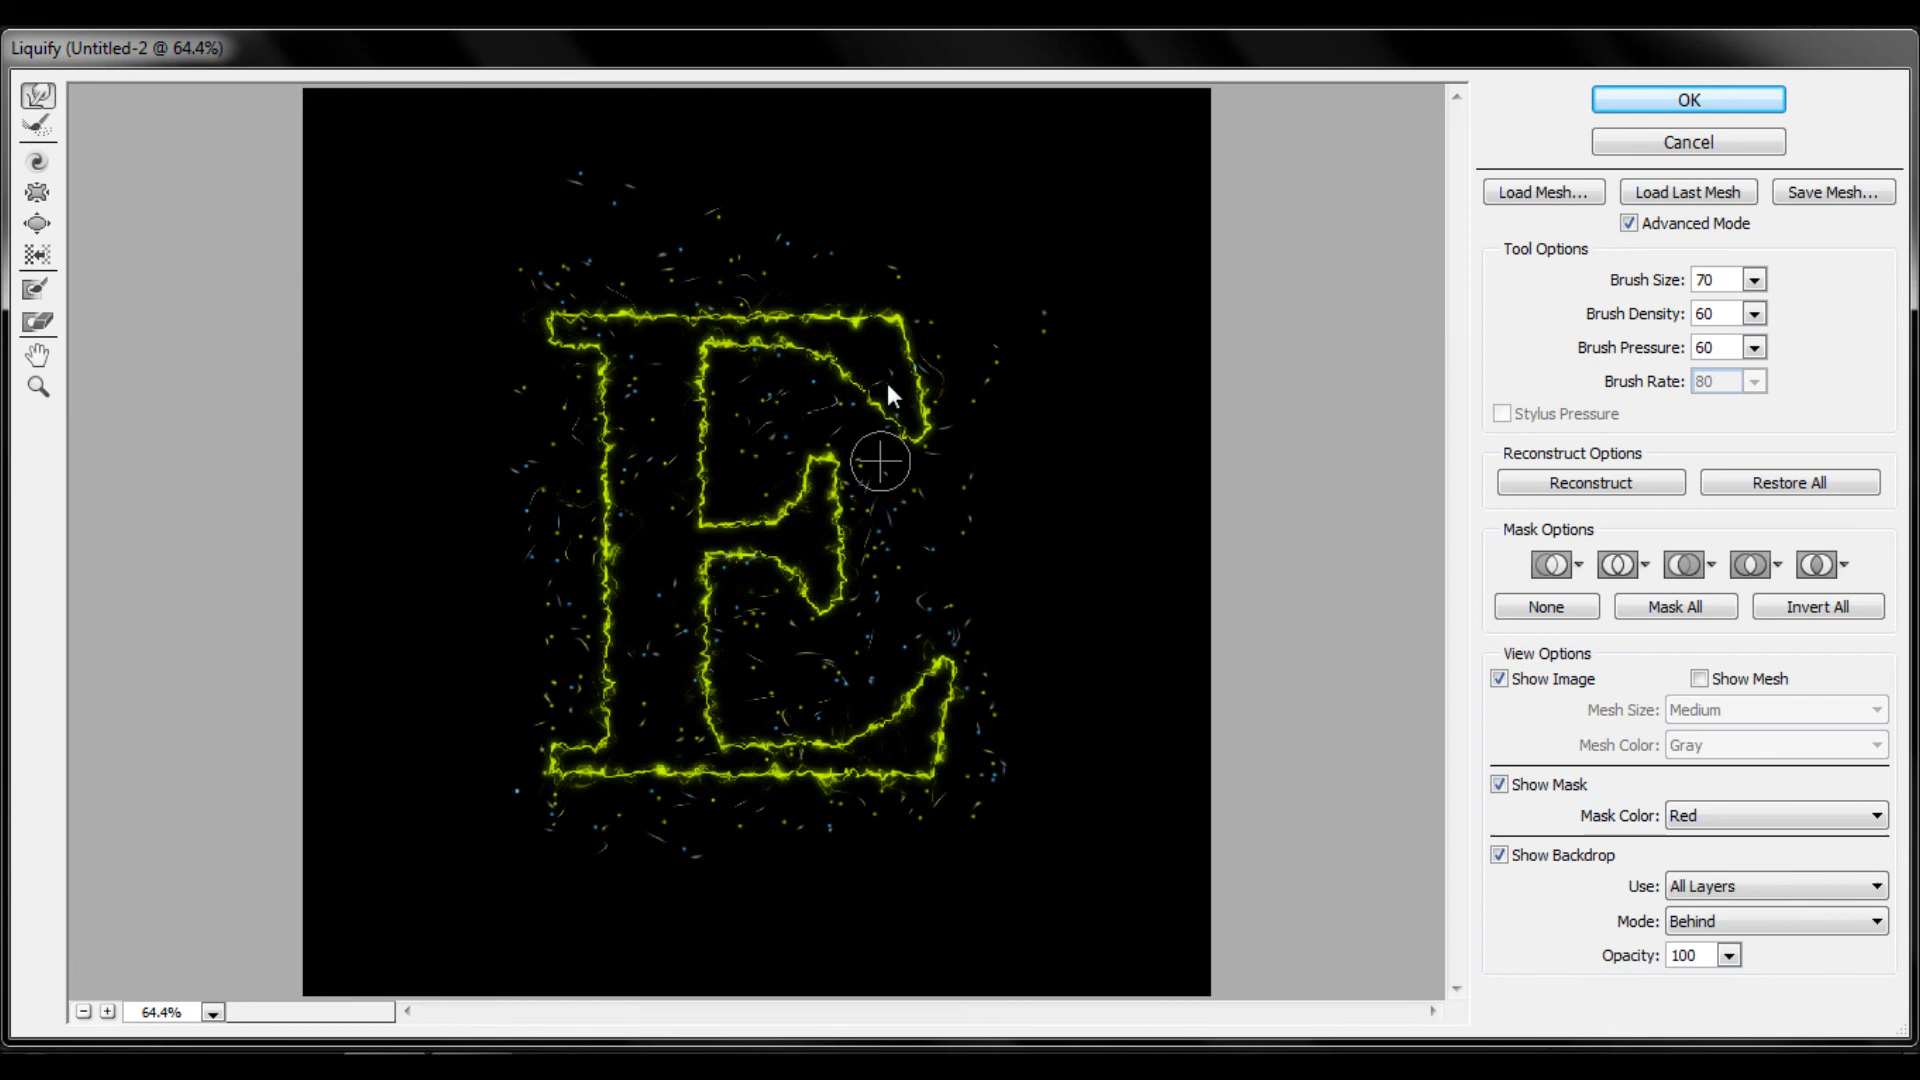 Liquify (Untitled-2 @ 64.4%)
OK
Cancel
Load Mesh... Load Last Mesh Save Mesh...
Advanced Mode
Tool Options
Brush Size: 70
Brush Density: 60
Brush Pressure: 60
Brush Rate: 80
Stylus Pressure
Reconstruct Options
Reconstruct Restore All
Mask Options
None Mask All Invert All
View Options
Show Image Show Mesh
Mesh Size: Medium
Mesh Color: Gray
Show Mask
Mask Color: Red
Show Backdrop
Use: All Layers
Mode: Behind
Opacity: 100
E
64.4%